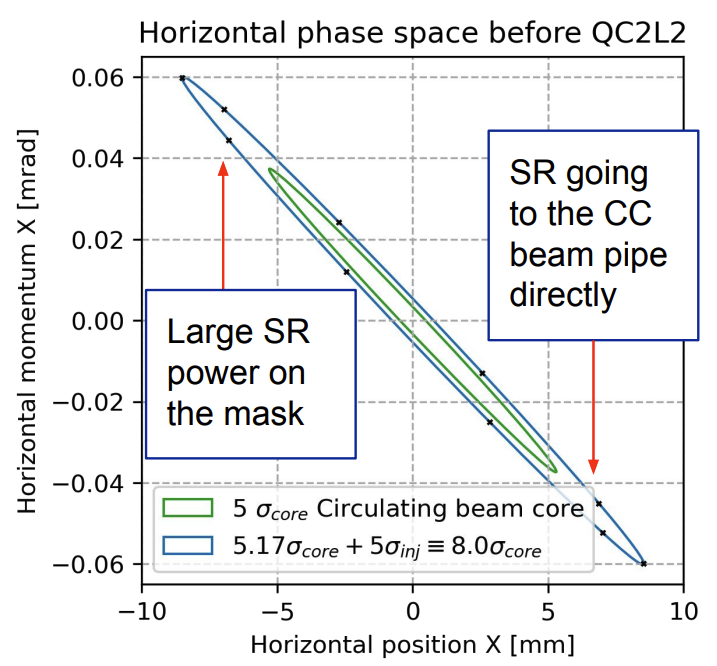 Horizontal phase space before QC2L2
Horizontal momentum X [mrad]
0.06
0.04
0.02
0.00
−0.02
−0.04
−0.06
SR going
to the CC
beam pipe
directly
Large SR
power on
the mask
5 σcore Circulating beam core
5.17σcore + 5σinj ≡ 8.0σcore
−10
−5
0
5
10
Horizontal position X [mm]